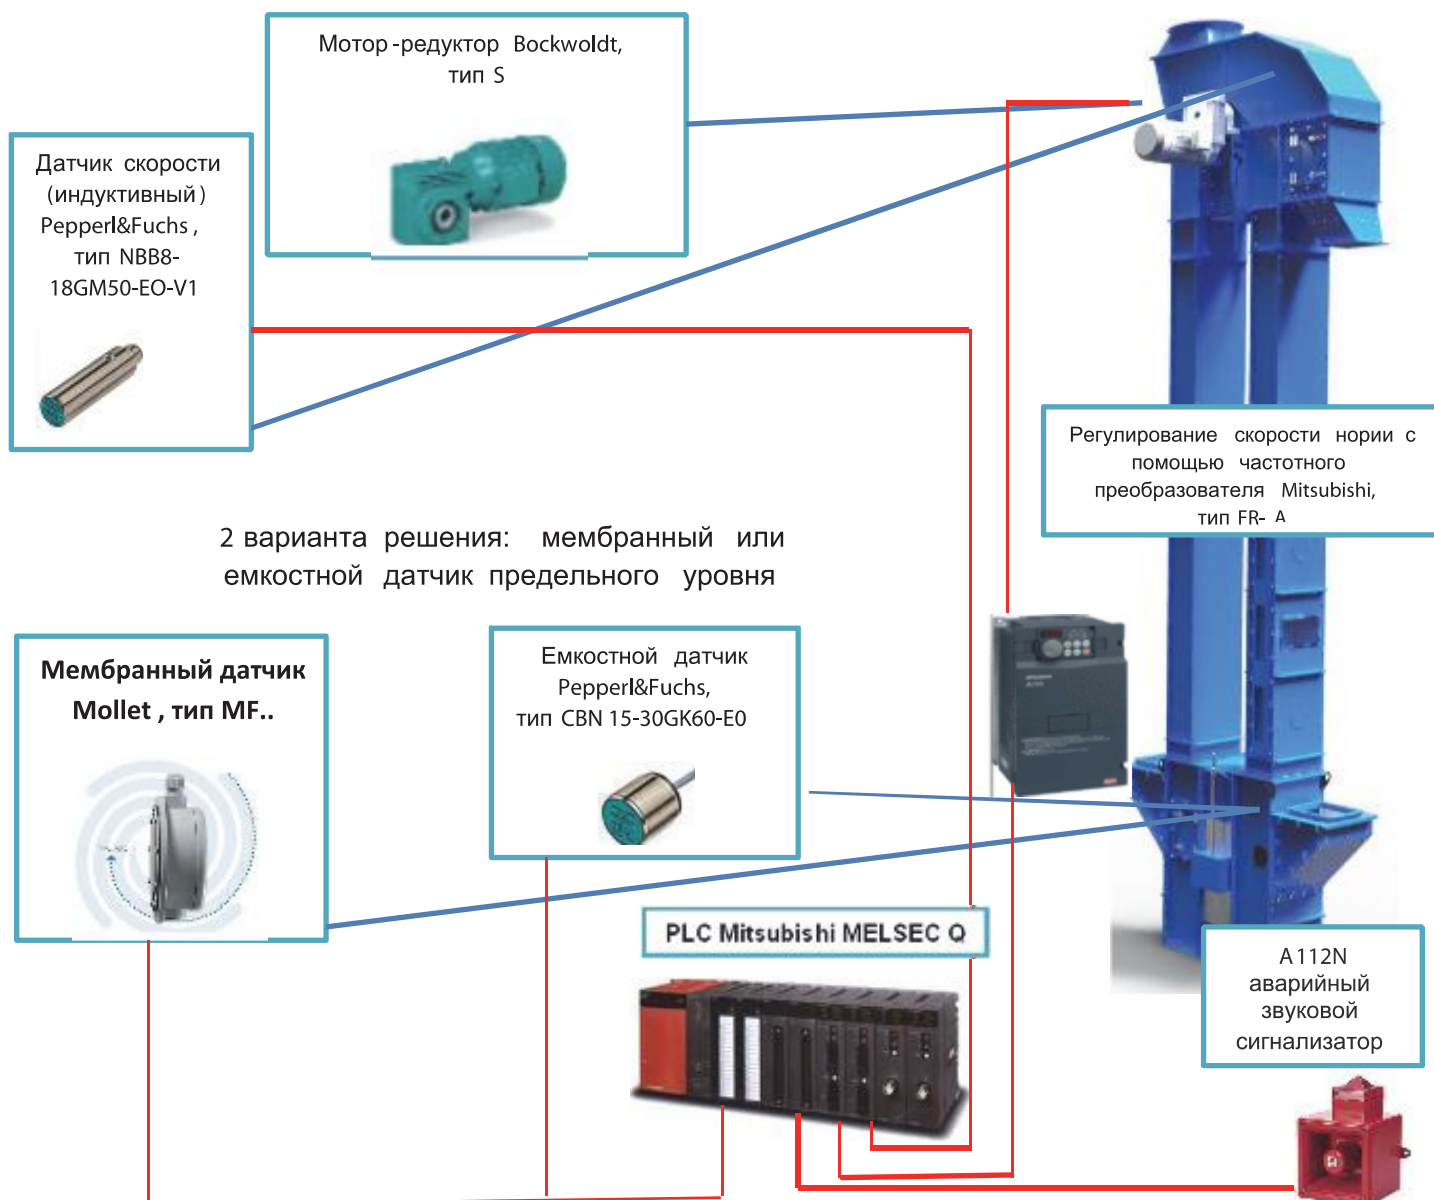 Мотор-редуктор Bockwoldt,
тип S
Датчик скорости
(индуктивный)
Pepperl&Fuchs,
тип NBB8-
18GM50-EO-V1
Регулирование скорости нории с
помощью частотного
преобразователя Mitsubishi,
тип FR- A
2 варианта решения: мембранный или
емкостной датчик предельного уровня
Мембранный датчик
Mollet , тип MF..
Емкостной датчик
Pepperl&Fuchs,
тип CBN 15-30GK60-E0
PLC Mitsubishi MELSEC Q
A112N
аварийный
звуковой
сигнализатор